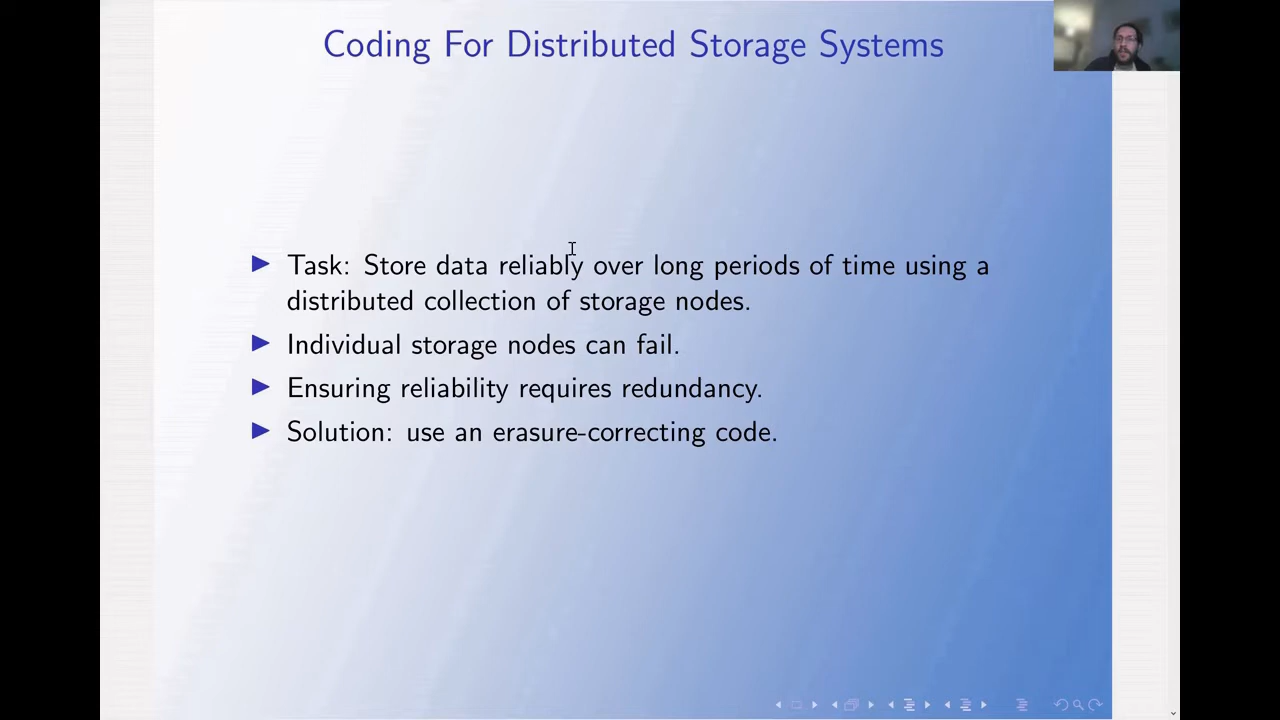 Coding For Distributed Storage Systems
Task: Store data reliably over long periods of time using a
distributed collection of storage nodes.
Individual storage nodes can fail.
Ensuring reliability requires redundancy.
Solution: use an erasure-correcting code.